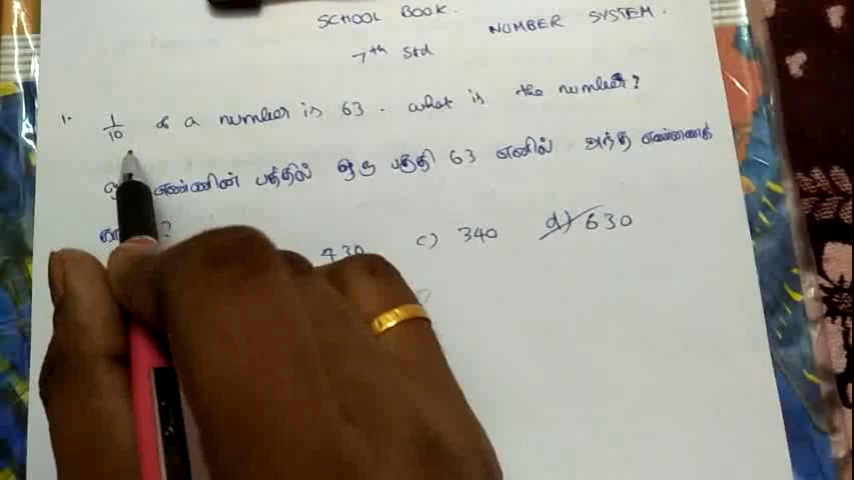 SCHOOL BOOK.
NUMBER SYSTEM.
7th Std
1. 1/10 of a number is 63. what is the number?
எண்ணின் பத்தில் ஒரு பகுதி 63 எனில் அந்த எண்ணைத்
?
430 c) 340 d) 630